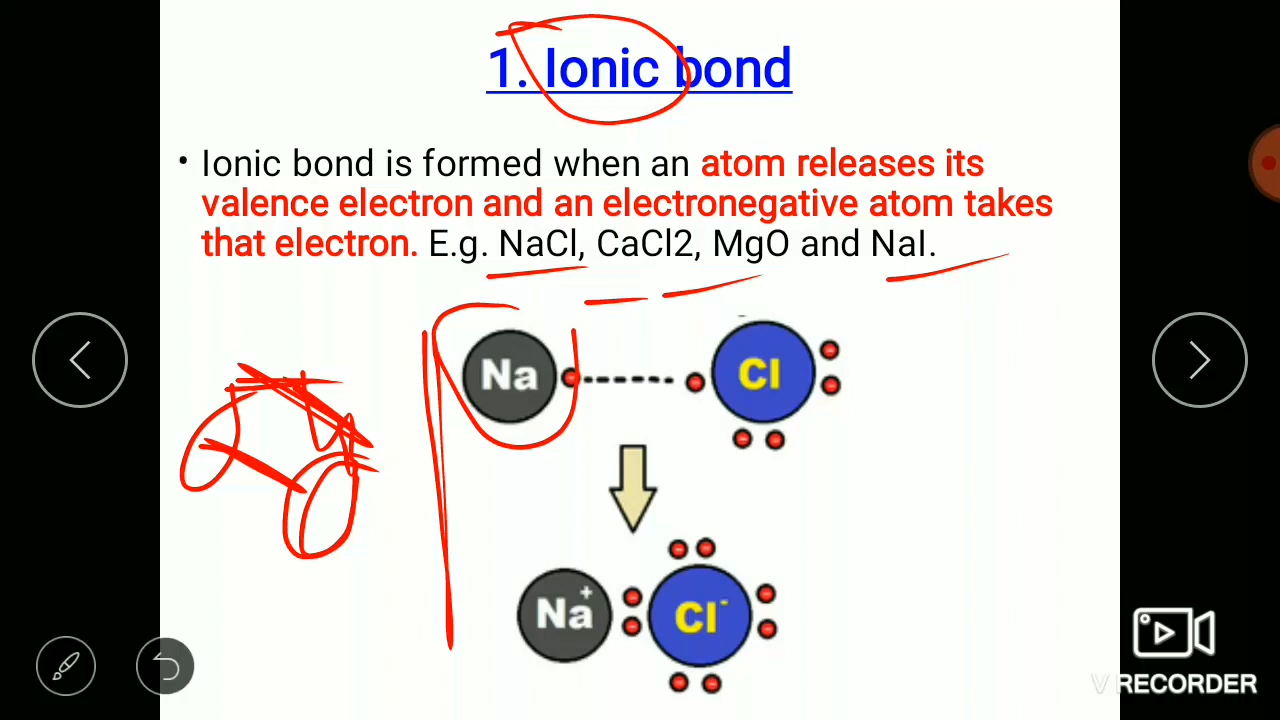 1. Ionic bond
• Ionic bond is formed when an atom releases its
valence electron and an electronegative atom takes
that electron. E.g. NaCl, CaCl2, MgO and NaI.
Na Cl
Na+ Cl-
V RECORDER